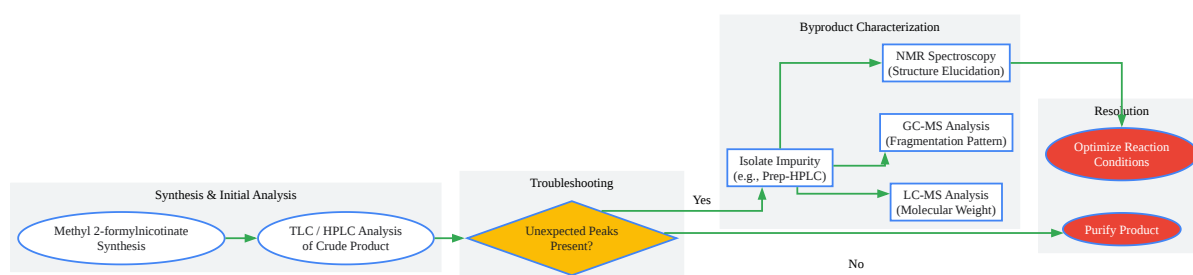 Byproduct Characterization
NMR Spectroscopy
(Structure Elucidation)
Resolution
GC-MS Analysis
(Fragmentation Pattern)
Optimize Reaction
Conditions
Isolate Impurity
(e.g., Prep-HPLC)
Troubleshooting
Synthesis & Initial Analysis
Yes
LC-MS Analysis
(Molecular Weight)
Methyl 2-formylnicotinate
Synthesis
TLC / HPLC Analysis
of Crude Product
Unexpected Peaks
Present?
Purify Product
No